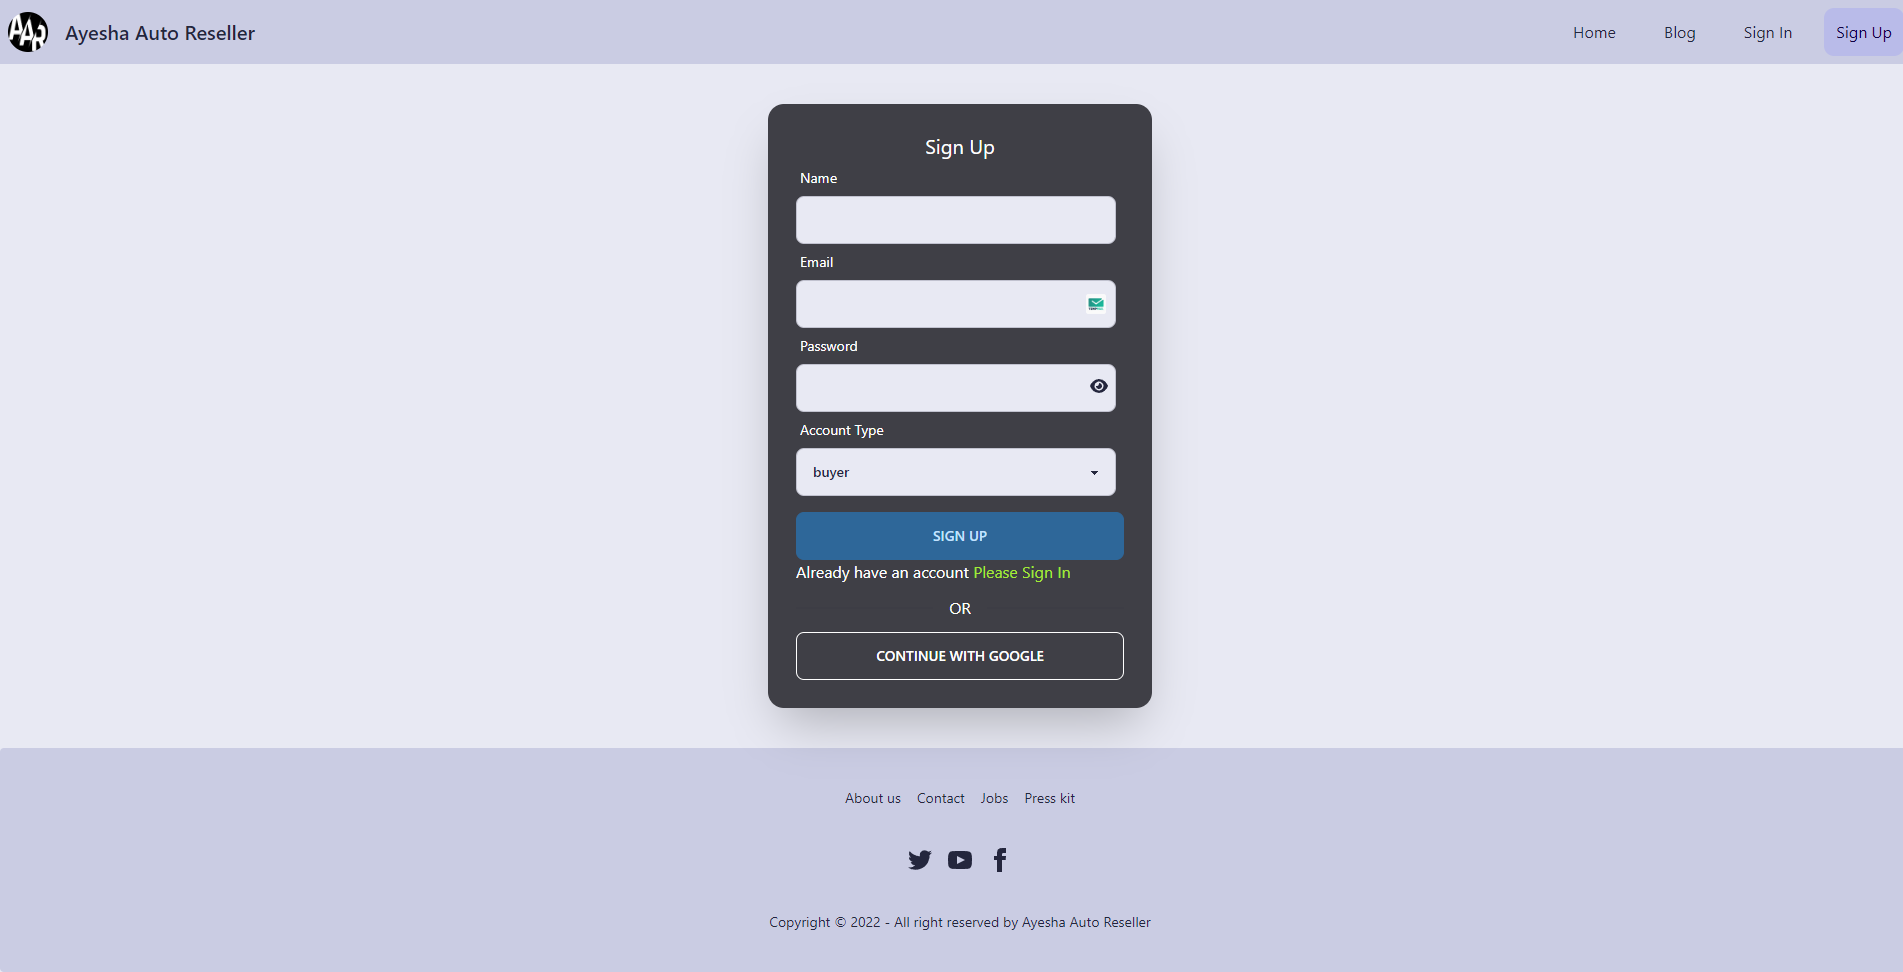 AAR
Ayesha Auto Reseller
Home
Blog
Sign In
Sign Up
Sign Up
Name
Email
Password
Account Type
buyer
SIGN UP
Already have an account Please Sign In
OR
CONTINUE WITH GOOGLE
About us
Contact
Jobs
Press kit
Copyright © 2022 - All right reserved by Ayesha Auto Reseller